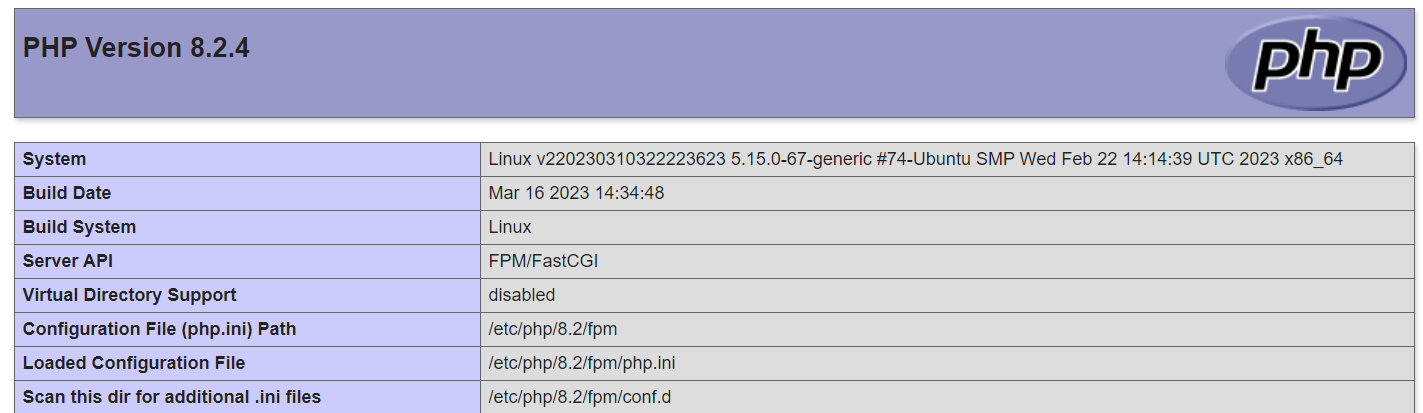 PHP Version 8.2.4
php
System Linux v220230310322223623 5.15.0-67-generic #74-Ubuntu SMP Wed Feb 22 14:14:39 UTC 2023 x86_64
Build Date Mar 16 2023 14:34:48
Build System Linux
Server API FPM/FastCGI
Virtual Directory Support disabled
Configuration File (php.ini) Path /etc/php/8.2/fpm
Loaded Configuration File /etc/php/8.2/fpm/php.ini
Scan this dir for additional .ini files /etc/php/8.2/fpm/conf.d